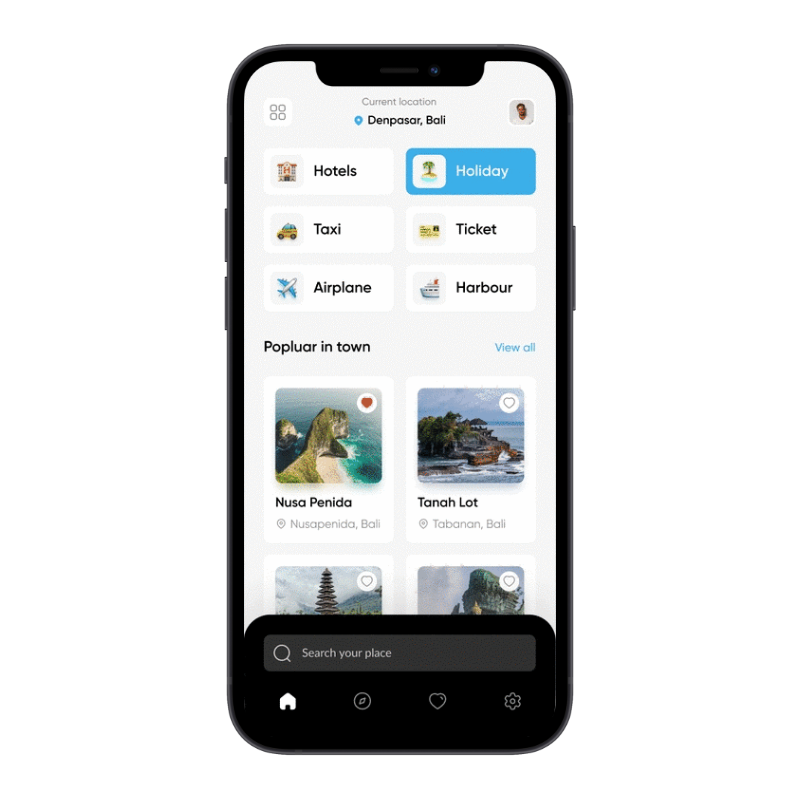 Current location
Denpasar, Bali
Hotels
Holiday
Taxi
Ticket
Airplane
Harbour
Popluar in town
View all
Nusa Penida
Tanah Lot
Nusapenida, Bali
Tabanan, Bali
Search your place